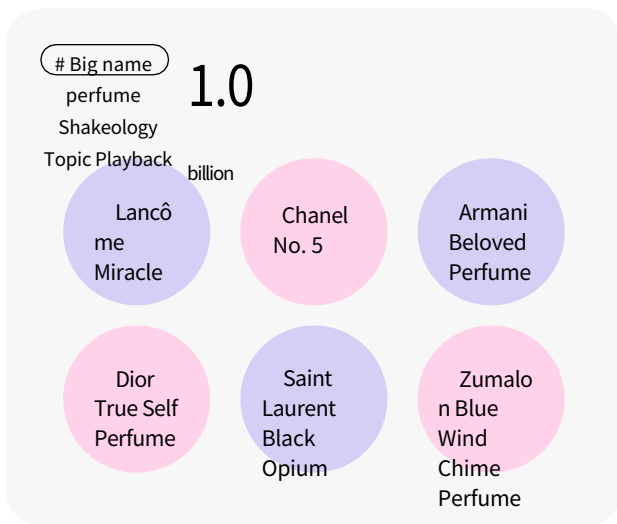 # Big name
perfume
Shakeology
Topic Playback
1.0
billion
Lancô
me
Miracle
Chanel
No. 5
Armani
Beloved
Perfume
Dior
True Self
Perfume
Saint
Laurent
Black
Opium
Zumalo
n Blue
Wind
Chime
Perfume